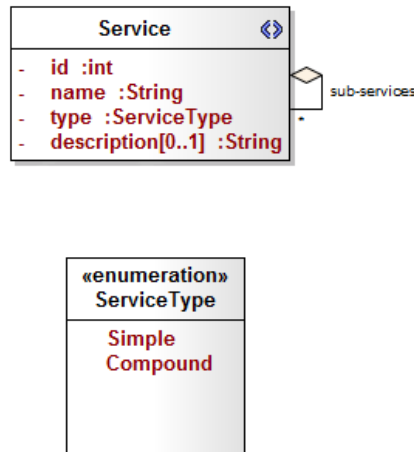 Service
- id :int
- name :String
- type :ServiceType
- description[0..1] :String
sub-services
*
«enumeration»
ServiceType
Simple
Compound